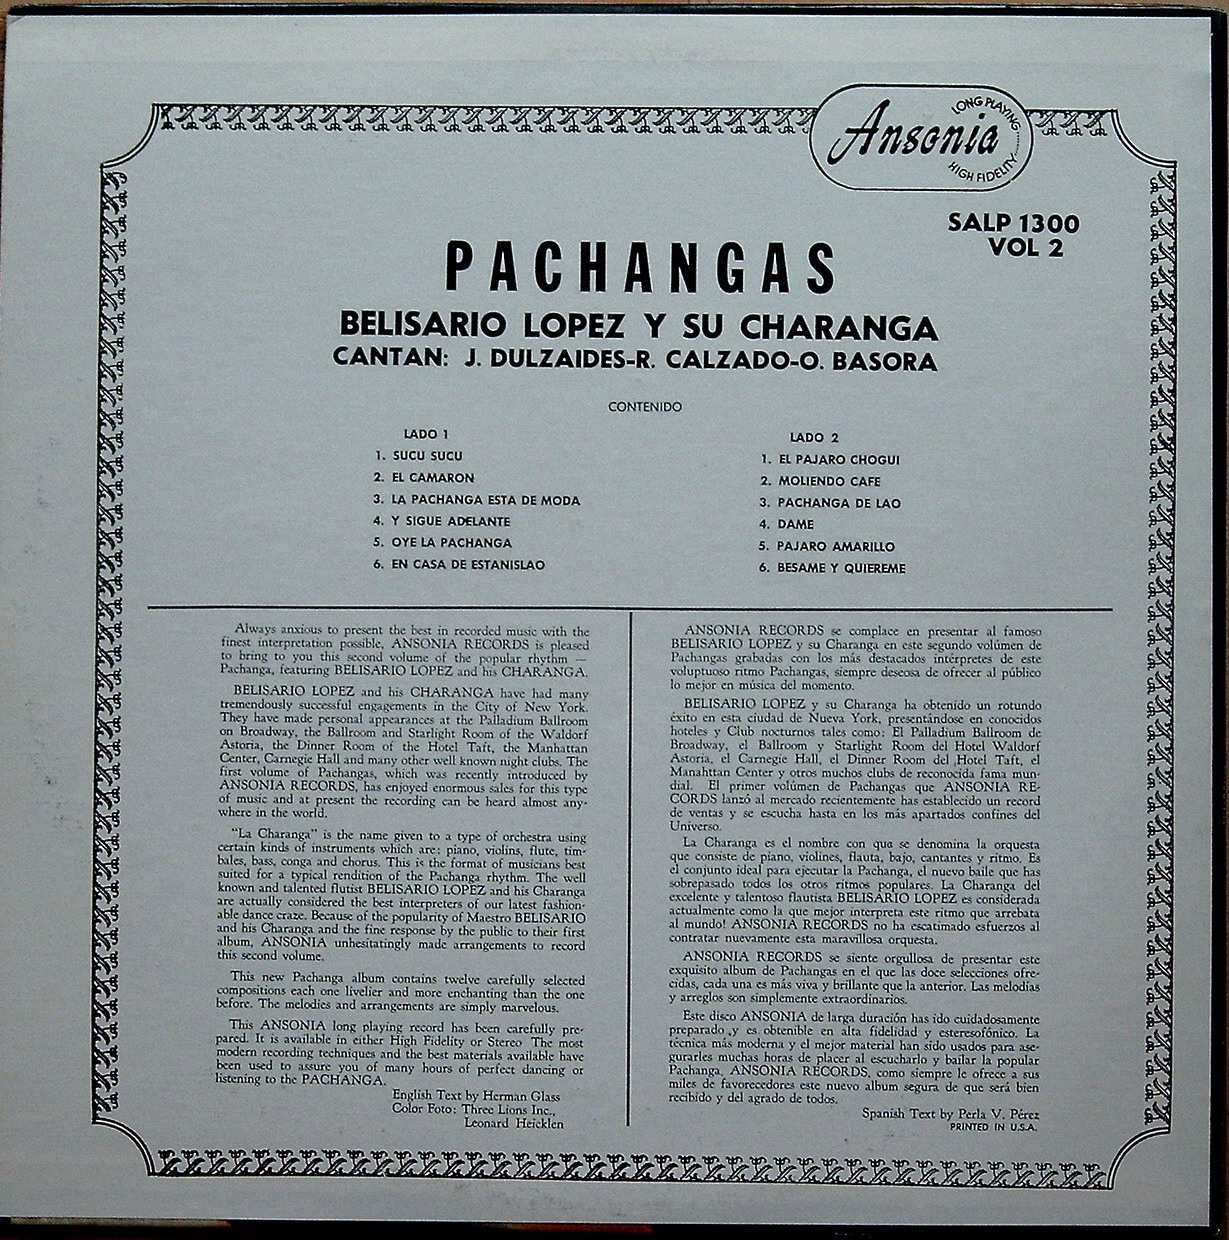 Ansonia
LONG PLAYING
HIGH FIDELITY
SALP 1300
VOL 2
PACHANGAS
BELISARIO LOPEZ Y SU CHARANGA
CANTAN: J. DULZAIDES-R. CALZADO-O. BASORA
CONTENIDO
LADO 1
1. SUCU SUCU
2. EL CAMARON
3. LA PACHANGA ESTA DE MODA
4. Y SIGUE ADELANTE
5. OYE LA PACHANGA
6. EN CASA DE ESTANISLAO
LADO 2
1. EL PAJARO CHOGUI
2. MOLIENDO CAFE
3. PACHANGA DE LAO
4. DAME
5. PAJARO AMARILLO
6. BESAME Y QUIEREME
Always anxious to present the best in recorded music with the
finest interpretation possible, ANSONIA RECORDS is pleased
to bring to you this second volume of the popular rhythm —
Pachanga, featuring BELISARIO LOPEZ and his CHARANGA.
BELISARIO LOPEZ and his CHARANGA have had many
tremendously successful engagements in the City of New York.
They have made personal appearances at the Palladium Ballroom
on Broadway, the Ballroom and Starlight Room of the Waldorf
Astoria, the Dinner Room of the Hotel Taft, the Manhattan
Center, Carnegie Hall and many other well known night clubs. The
first volume of Pachangas, which was recently introduced by
ANSONIA RECORDS, has enjoyed enormous sales for this type
of music and at present the recording can be heard almost any-
where in the world.
"La Charanga" is the name given to a type of orchestra using
certain kinds of instruments which are: piano, violins, flute, tim-
bales, bass, conga and chorus. This is the format of musicians best
suited for a typical rendition of the Pachanga rhythm. The well
known and talented flutist BELISARIO LOPEZ and his Charanga
are actually considered the best interpreters of our latest fashion-
able dance craze. Because of the popularity of Maestro BELISARIO
and his Charanga and the fine response by the public to their first
album, ANSONIA unhesitatingly made arrangements to record
this second volume.
This new Pachanga album contains twelve carefully selected
compositions each one livelier and more enchanting than the one
before. The melodies and arrangements are simply marvelous.
This ANSONIA long playing record has been carefully pre-
pared. It is available in either High Fidelity or Stereo The most
modern recording techniques and the best materials available have
been used to assure you of many hours of perfect dancing or
listening to the PACHANGA.
English Text by Herman Glass
Color Foto: Three Lions Inc.,
Leonard Heicklen
ANSONIA RECORDS se complace en presentar al famoso
BELISARIO LOPEZ y su Charanga en este segundo volúmen de
Pachangas grabadas con los más destacados intérpretes de este
voluptuoso ritmo Pachangas, siempre deseosa de ofrecer al público
lo mejor en música del momento.
BELISARIO LOPEZ y su Charanga ha obtenido un rotundo
éxito en esta ciudad de Nueva York, presentándose en conocidos
hoteles y Club nocturnos tales como: El Palladium Ballroom de
Broadway, el Ballroom y Starlight Room del Hotel Waldorf
Astoria, el Carnegie Hall, el Dinner Room del Hotel Taft, el
Manahttan Center y otros muchos clubs de reconocida fama mun-
dial. El primer volúmen de Pachangas que ANSONIA RE-
CORDS lanzó al mercado recientemente has establecido un record
de ventas y se escucha hasta en los más apartados confines del
Universo.
La Charanga es el nombre con que se denomina la orquesta
que consiste de piano, violines, flauta, bajo, cantantes y ritmo. Es
el conjunto ideal para ejecutar la Pachanga, el nuevo baile que has
sobrepasado todos los otros ritmos populares. La Charanga del
excelente y talentoso flautista BELISARIO LOPEZ es considerada
actualmente como la que mejor interpreta este ritmo que arrebata
al mundo! ANSONIA RECORDS no ha escatimado esfuerzos al
contratar nuevamente esta maravillosa orquesta.
ANSONIA RECORDS se siente orgullosa de presentar este
exquisito album de Pachangas en el que las doce selecciones ofre-
cidas, cada una es más viva y brillante que la anterior. Las melodías
y arreglos son simplemente extraordinarios.
Este disco ANSONIA de larga duración has ido cuidadosamente
preparado y es obtenible en alta fidelidad y esteresofónico. La
técnica más moderna y el mejor material han sido usados para ase-
gurarles muchas horas de placer al escucharlo y bailar la popular
Pachanga. ANSONIA RECORDS, como siempre le ofrece a sus
miles de favorecedores este nuevo album segura de que será bien
recibido y del agrado de todos.
Spanish Text by Perla V. Pérez
PRINTED IN U.S.A.